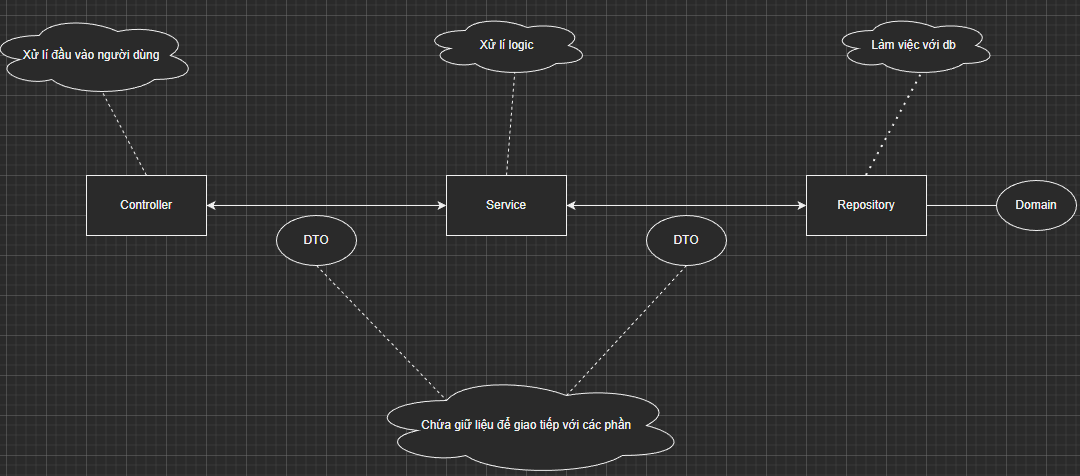 Xử lí đầu vào người dùng
Xử lí logic
Làm việc với db
Controller
Service
Repository
Domain
DTO
DTO
Chứa giữ liệu để giao tiếp với các phần